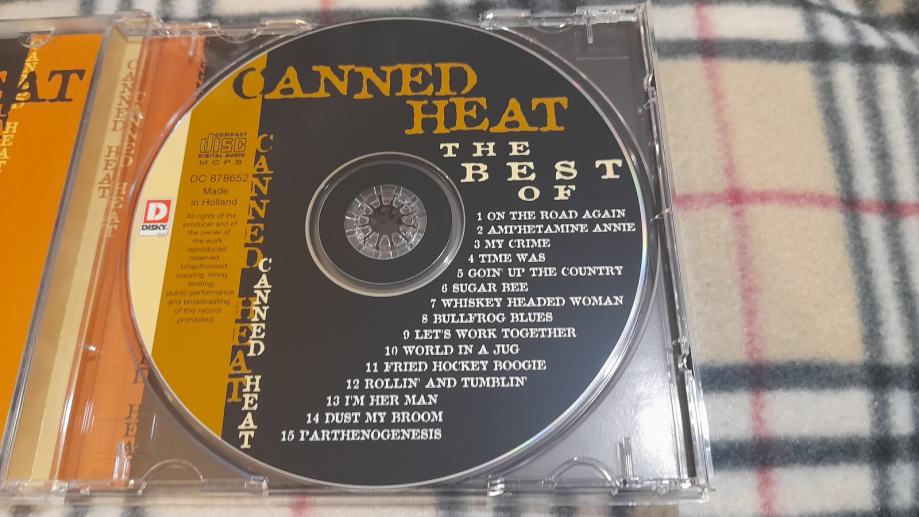 HEAT
CANNED HEAT
CANNED HEAT
CANNED
HEAT
THE
BEST
OF
COMPACT
disc
DIGITAL AUDIO
MCPS
DC 878652
Made
in Holland
All rights of the
producer and of
the owner of
the work
reproduced
reserved.
Unauthorised
copying, hiring,
lending,
public performance
and broadcasting
of this record
prohibited.
D
DISKY.
CANNED HEAT
CANNED HEAT
1 ON THE ROAD AGAIN
2 AMPHETAMINE ANNIE
3 MY CRIME
4 TIME WAS
5 GOIN' UP THE COUNTRY
6 SUGAR BEE
7 WHISKEY HEADED WOMAN
8 BULLFROG BLUES
9 LET'S WORK TOGETHER
10 WORLD IN A JUG
11 FRIED HOCKEY BOOGIE
12 ROLLIN' AND TUMBLIN'
13 I'M HER MAN
14 DUST MY BROOM
15 PARTHENOGENESIS